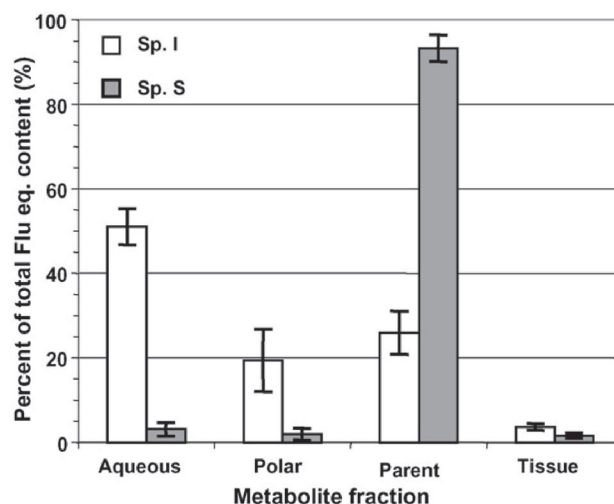 Percent of total Flu eq. content (%)
100
80
60
40
20
0
Sp. I
Sp. S
Aqueous Polar Parent Tissue
Metabolite fraction